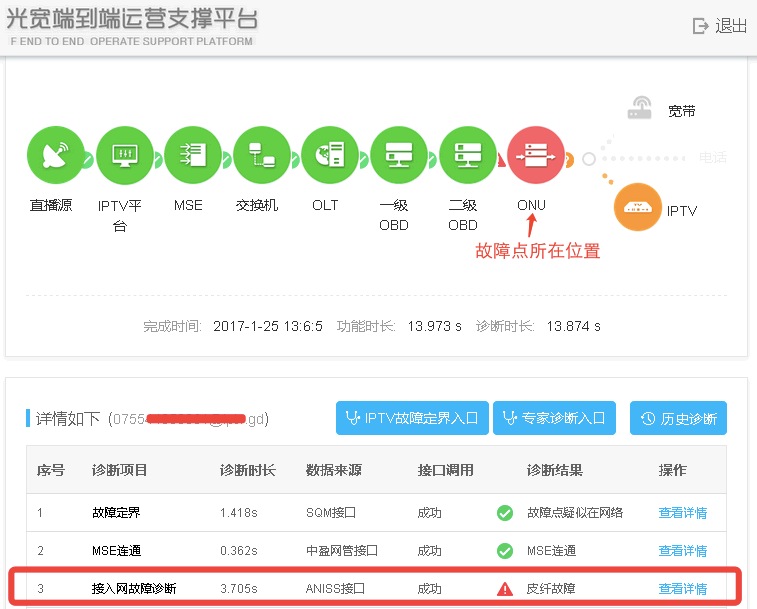 光宽端到端运营支撑平台
F END TO END OPERATE SUPPORT PLATFORM
退出
宽带
电话
直播源
IPTV平台
MSE
交换机
OLT
一级OBD
二级OBD
ONU
IPTV
故障点所在位置
完成时间: 2017-1-25 13:6:5 功能时长: 13.973 s 诊断时长: 13.874 s
详情如下 (0755 .gd)
IPTV故障定界入口
专家诊断入口
历史诊断
序号 诊断项目 诊断时长 数据来源 接口调用 诊断结果 操作
1 故障定界 1.418s SQM接口 成功 故障点疑似在网络 查看详情
2 MSE连通 0.362s 中盈网管接口 成功 MSE连通 查看详情
3 接入网故障诊断 3.705s ANISS接口 成功 皮纤故障 查看详情